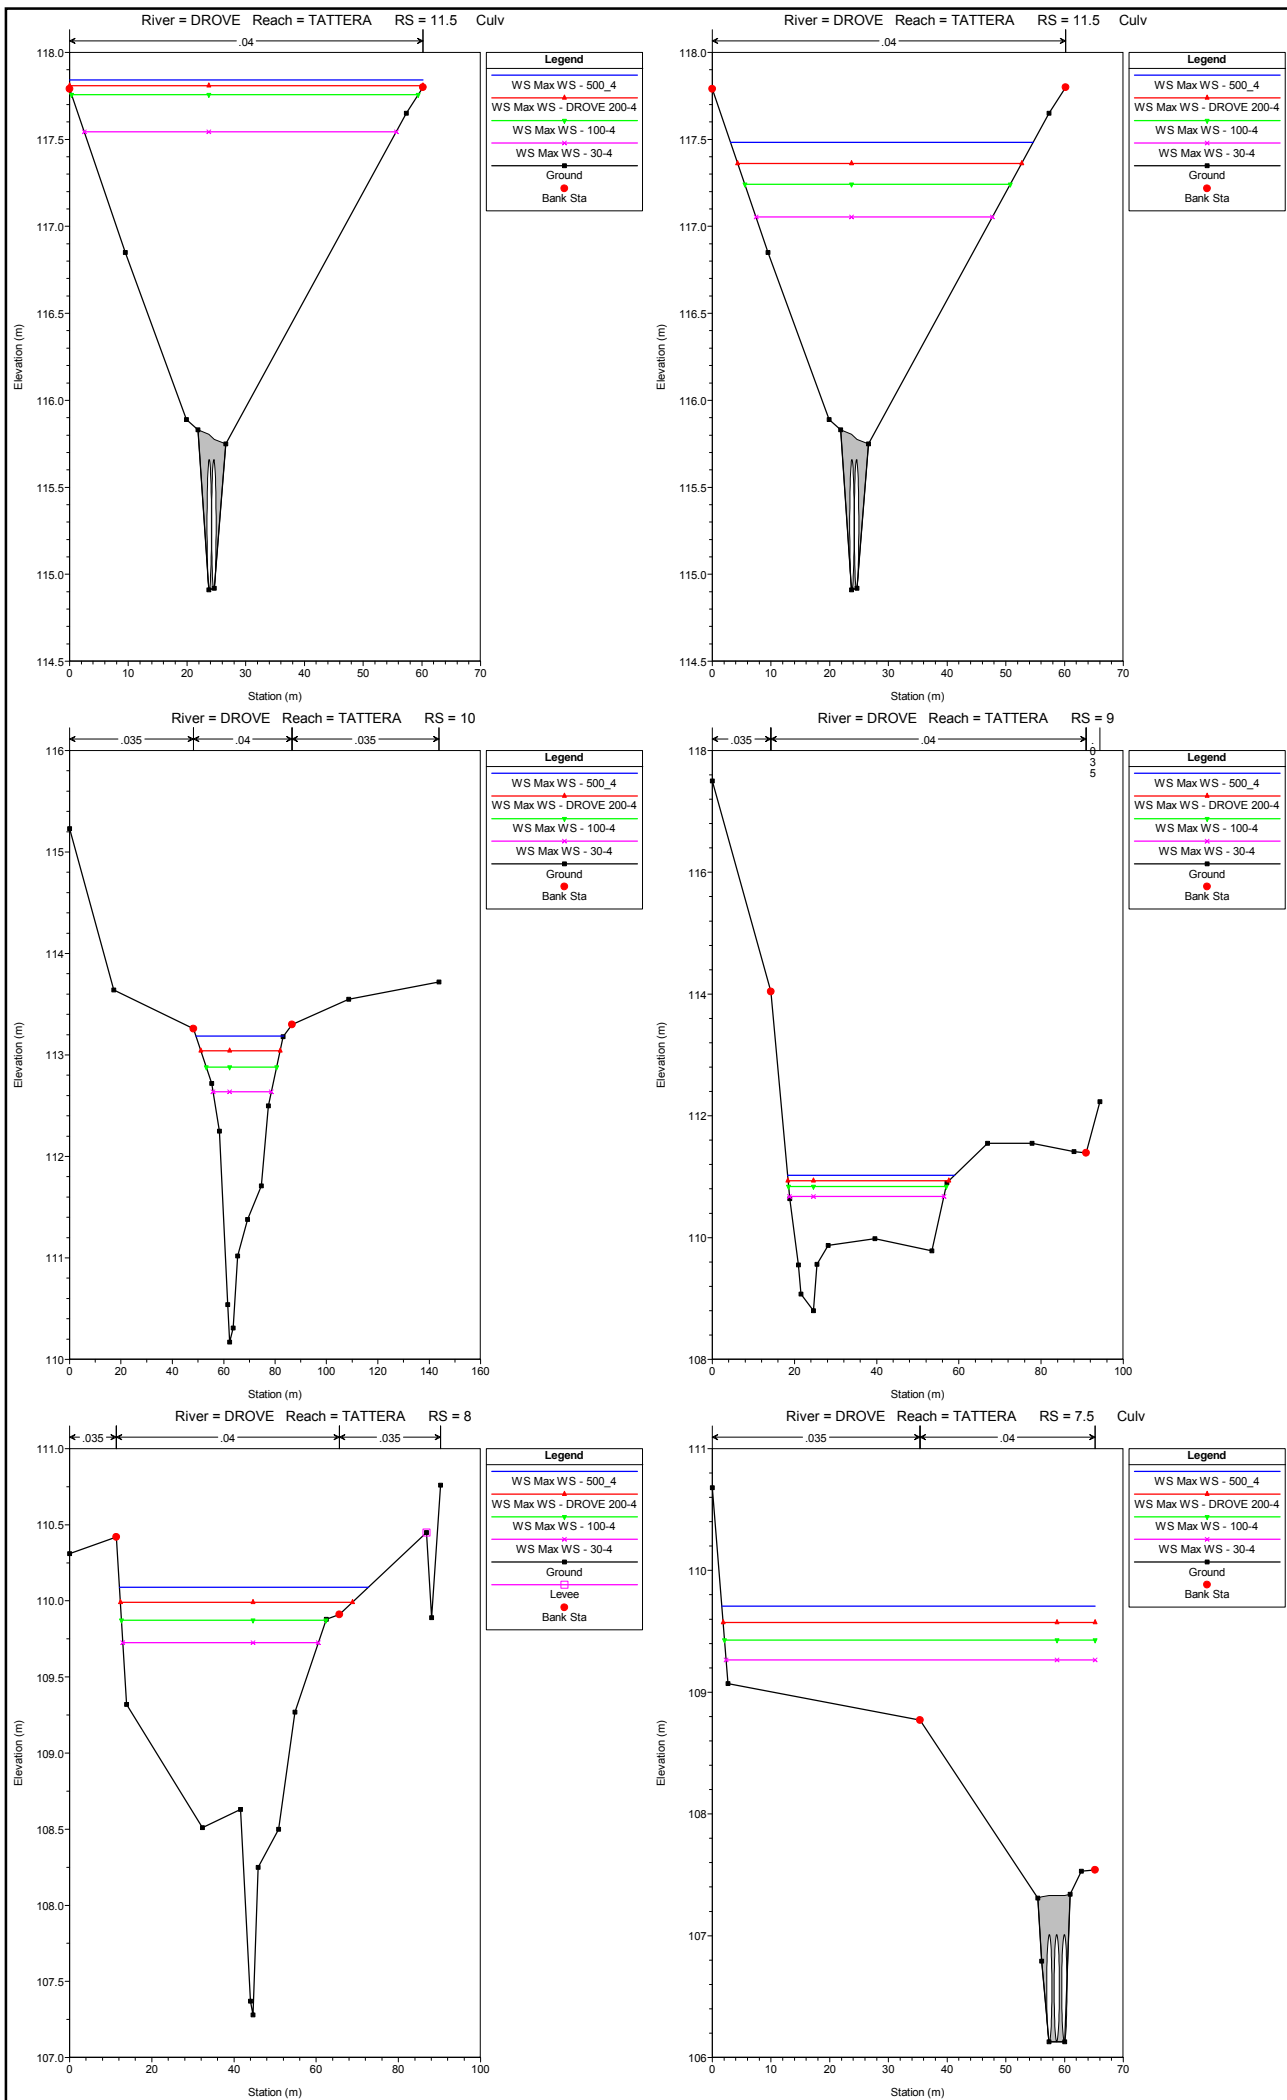 River = DROVE Reach = TATTERA RS = 11.5 Culv
.04
118.0
117.5
117.0
116.5
116.0
115.5
115.0
114.5
Elevation (m)
0 10 20 30 40 50 60 70
Station (m)
Legend
WS Max WS - 500_4
WS Max WS - DROVE 200-4
WS Max WS - 100-4
WS Max WS - 30-4
Ground
Bank Sta
River = DROVE Reach = TATTERA RS = 11.5 Culv
.04
118.0
117.5
117.0
116.5
116.0
115.5
115.0
114.5
Elevation (m)
0 10 20 30 40 50 60 70
Station (m)
Legend
WS Max WS - 500_4
WS Max WS - DROVE 200-4
WS Max WS - 100-4
WS Max WS - 30-4
Ground
Bank Sta
River = DROVE Reach = TATTERA RS = 10
.035 .04 .035
116
115
114
113
112
111
110
Elevation (m)
0 20 40 60 80 100 120 140 160
Station (m)
Legend
WS Max WS - 500_4
WS Max WS - DROVE 200-4
WS Max WS - 100-4
WS Max WS - 30-4
Ground
Bank Sta
River = DROVE Reach = TATTERA RS = 9
.035 .04 .035
118
116
114
112
110
108
Elevation (m)
0 20 40 60 80 100
Station (m)
Legend
WS Max WS - 500_4
WS Max WS - DROVE 200-4
WS Max WS - 100-4
WS Max WS - 30-4
Ground
Bank Sta
River = DROVE Reach = TATTERA RS = 8
.035 .04 .035
111.0
110.5
110.0
109.5
109.0
108.5
108.0
107.5
107.0
Elevation (m)
0 20 40 60 80 100
Station (m)
Legend
WS Max WS - 500_4
WS Max WS - DROVE 200-4
WS Max WS - 100-4
WS Max WS - 30-4
Ground
Levee
Bank Sta
River = DROVE Reach = TATTERA RS = 7.5 Culv
.035 .04
111
110
109
108
107
106
Elevation (m)
0 10 20 30 40 50 60 70
Station (m)
Legend
WS Max WS - 500_4
WS Max WS - DROVE 200-4
WS Max WS - 100-4
WS Max WS - 30-4
Ground
Bank Sta